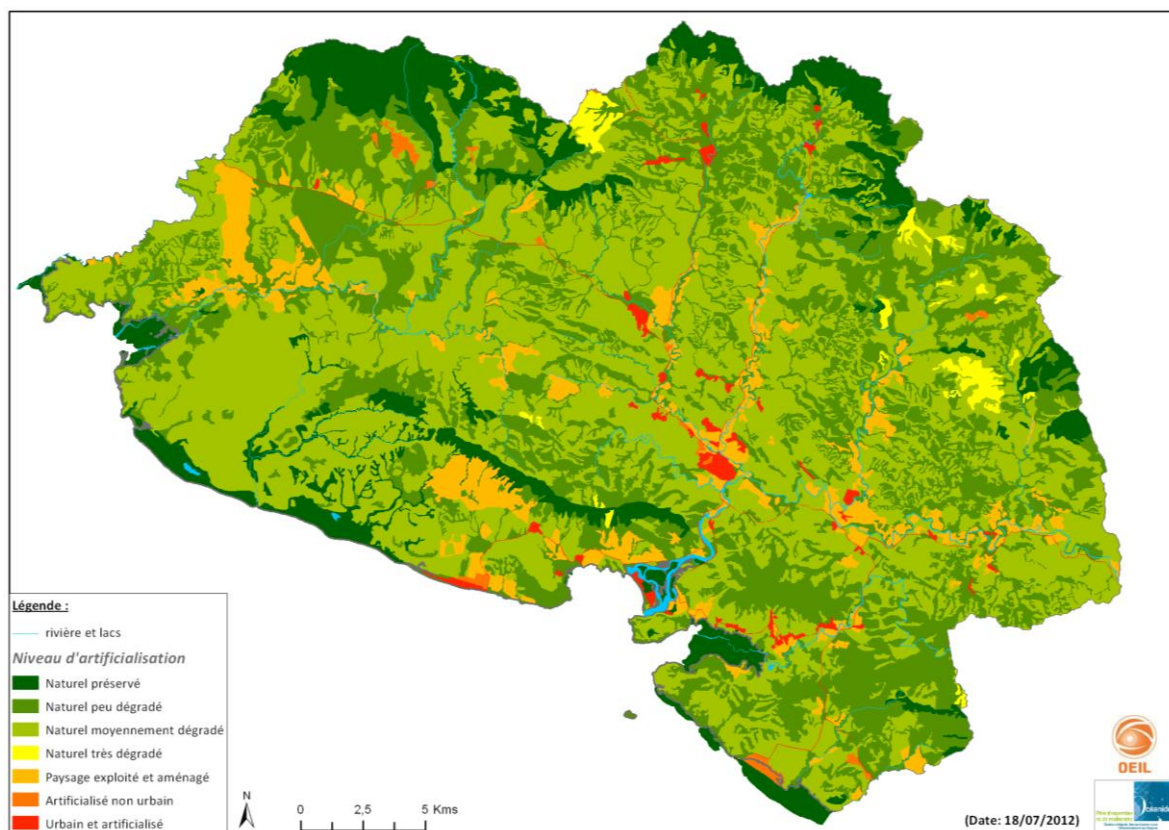 Légende :
rivière et lacs
Niveau d'artificialisation
Naturel préservé
Naturel peu dégradé
Naturel moyennement dégradé
Naturel très dégradé
Paysage exploité et aménagé
Artificialisé non urbain
Urbain et artificialisé
N
0 2,5 5 Kms
OEIL
(Date: 18/07/2012)